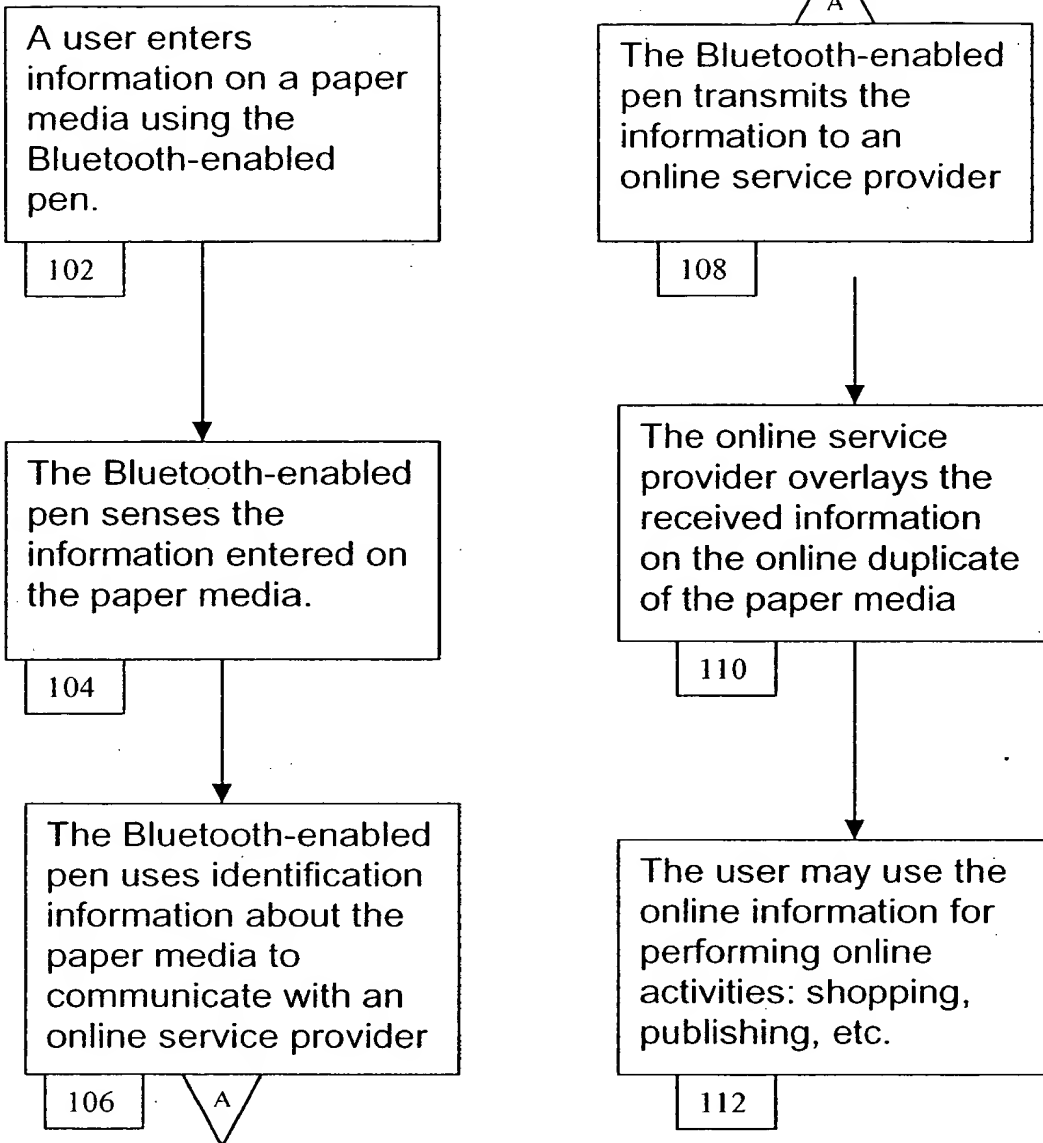 A user enters
information on a paper
media using the
Bluetooth-enabled
pen.
102
The Bluetooth-enabled
pen senses the
information entered on
the paper media.
104
The Bluetooth-enabled
pen uses identification
information about the
paper media to
communicate with an
online service provider
106
A
A
The Bluetooth-enabled
pen transmits the
information to an
online service provider
108
The online service
provider overlays the
received information
on the online duplicate
of the paper media
110
The user may use the
online information for
performing online
activities: shopping,
publishing, etc.
112